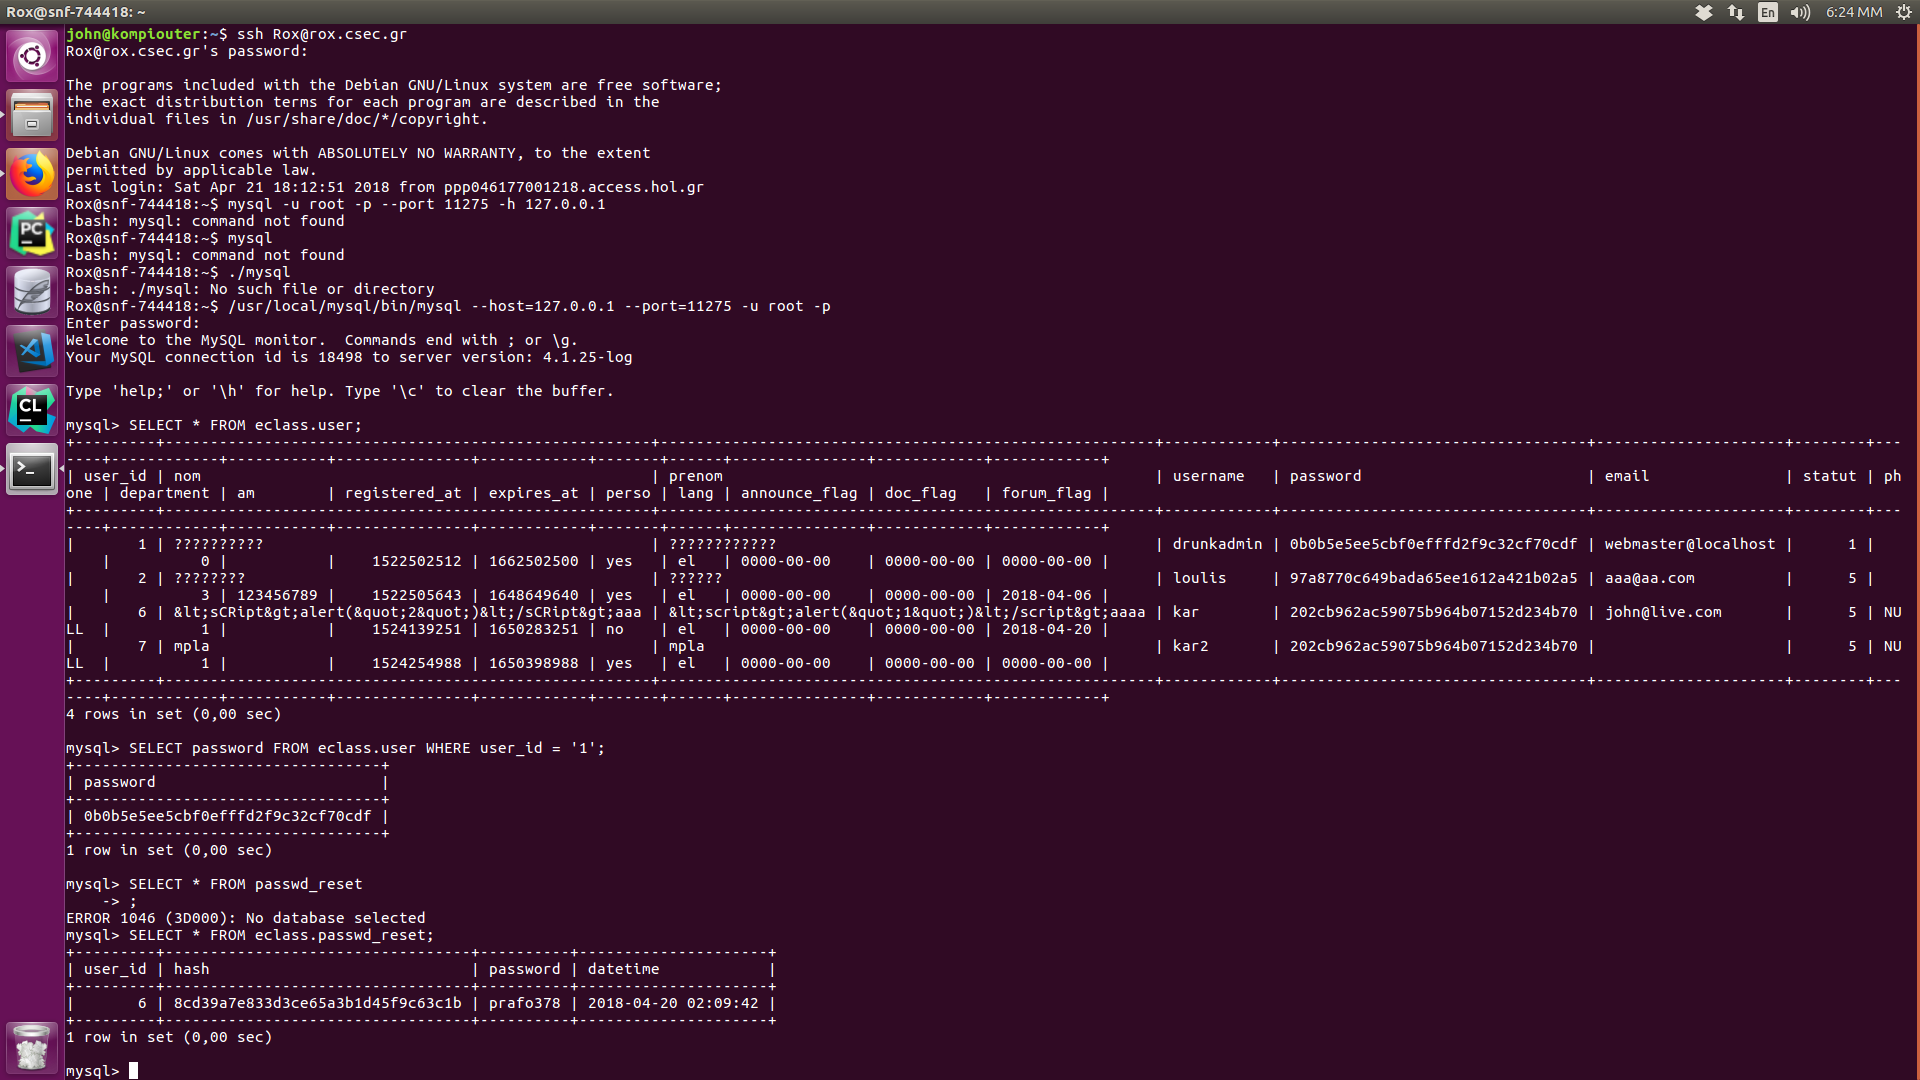 Rox@snf-744418: ~
En 6:24 MM
john@kompiouter:~$ ssh Rox@rox.csec.gr
Rox@rox.csec.gr's password:
The programs included with the Debian GNU/Linux system are free software;
the exact distribution terms for each program are described in the
individual files in /usr/share/doc/*/copyright.
Debian GNU/Linux comes with ABSOLUTELY NO WARRANTY, to the extent
permitted by applicable law.
Last login: Sat Apr 21 18:12:51 2018 from ppp046177001218.access.hol.gr
Rox@snf-744418:~$ mysql -u root -p --port 11275 -h 127.0.0.1
-bash: mysql: command not found
Rox@snf-744418:~$ mysql
-bash: mysql: command not found
Rox@snf-744418:~$ ./mysql
-bash: ./mysql: No such file or directory
Rox@snf-744418:~$ /usr/local/mysql/bin/mysql --host=127.0.0.1 --port=11275 -u root -p
Enter password:
Welcome to the MySQL monitor.  Commands end with ; or \g.
Your MySQL connection id is 18498 to server version: 4.1.25-log
Type 'help;' or '\h' for help. Type '\c' to clear the buffer.
mysql> SELECT * FROM eclass.user;
| user_id | nom | prenom | username | password | email | statut | ph
one | department | am | registered_at | expires_at | perso | lang | announce_flag | doc_flag | forum_flag |
| 1 | ?????????? | ???????????? | drunkadmin | 0b0b5e5ee5cbf0efffd2f9c32cf70cdf | webmaster@localhost | 1 |
| 0 | | 1522502512 | 1662502500 | yes | el | 0000-00-00 | 0000-00-00 | 0000-00-00 |
| 2 | ???????? | ?????? | loulis | 97a8770c649bada65ee1612a421b02a5 | aaa@aa.com | 5 |
| 3 | 123456789 | 1522505643 | 1648649640 | yes | el | 0000-00-00 | 0000-00-00 | 2018-04-06 |
| 6 | &lt;sCRipt&gt;alert(&quot;2&quot;)&lt;/sCRipt&gt;aaa | &lt;script&gt;alert(&quot;1&quot;)&lt;/script&gt;aaaa | kar | 202cb962ac59075b964b07152d234b70 | john@live.com | 5 | NU
LL | 1 | | 1524139251 | 1650283251 | no | el | 0000-00-00 | 0000-00-00 | 2018-04-20 |
| 7 | mpla | mpla | kar2 | 202cb962ac59075b964b07152d234b70 | | 5 | NU
LL | 1 | | 1524254988 | 1650398988 | yes | el | 0000-00-00 | 0000-00-00 | 0000-00-00 |
4 rows in set (0,00 sec)
mysql> SELECT password FROM eclass.user WHERE user_id = '1';
| password |
| 0b0b5e5ee5cbf0efffd2f9c32cf70cdf |
1 row in set (0,00 sec)
mysql> SELECT * FROM passwd_reset
-> ;
ERROR 1046 (3D000): No database selected
mysql> SELECT * FROM eclass.passwd_reset;
| user_id | hash | password | datetime |
| 6 | 8cd39a7e833d3ce65a3b1d45f9c63c1b | prafo378 | 2018-04-20 02:09:42 |
1 row in set (0,00 sec)
mysql>
PC
CL
>_